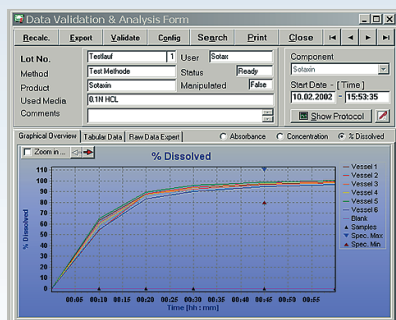 Data Validation & Analysis Form
Recalc. Export Validate Config Search Print Close
Lot No. Testlauf 1 User Sotax
Method Test Methode Status Ready
Product Sotaxin Manipulated False
Used Media 0,1N HCL
Comments
Component
Sotaxin
Start Date - [ Time ]
10.02.2002 - 15:53:35
Show Protocol
Graphical Overview Tabular Data Raw Data Expert Absorbance Concentration % Dissolved
Zoom in ...
% Dissolved
110
100
90
80
70
60
50
40
30
20
10
0
% Dissolved
00:05 00:10 00:15 00:20 00:25 00:30 00:35 00:40 00:45 00:50 00:55
Time [hh : mm]
Vessel 1
Vessel 2
Vessel 3
Vessel 4
Vessel 5
Vessel 6
Blank
Samples
Spec. Max
Spec. Min